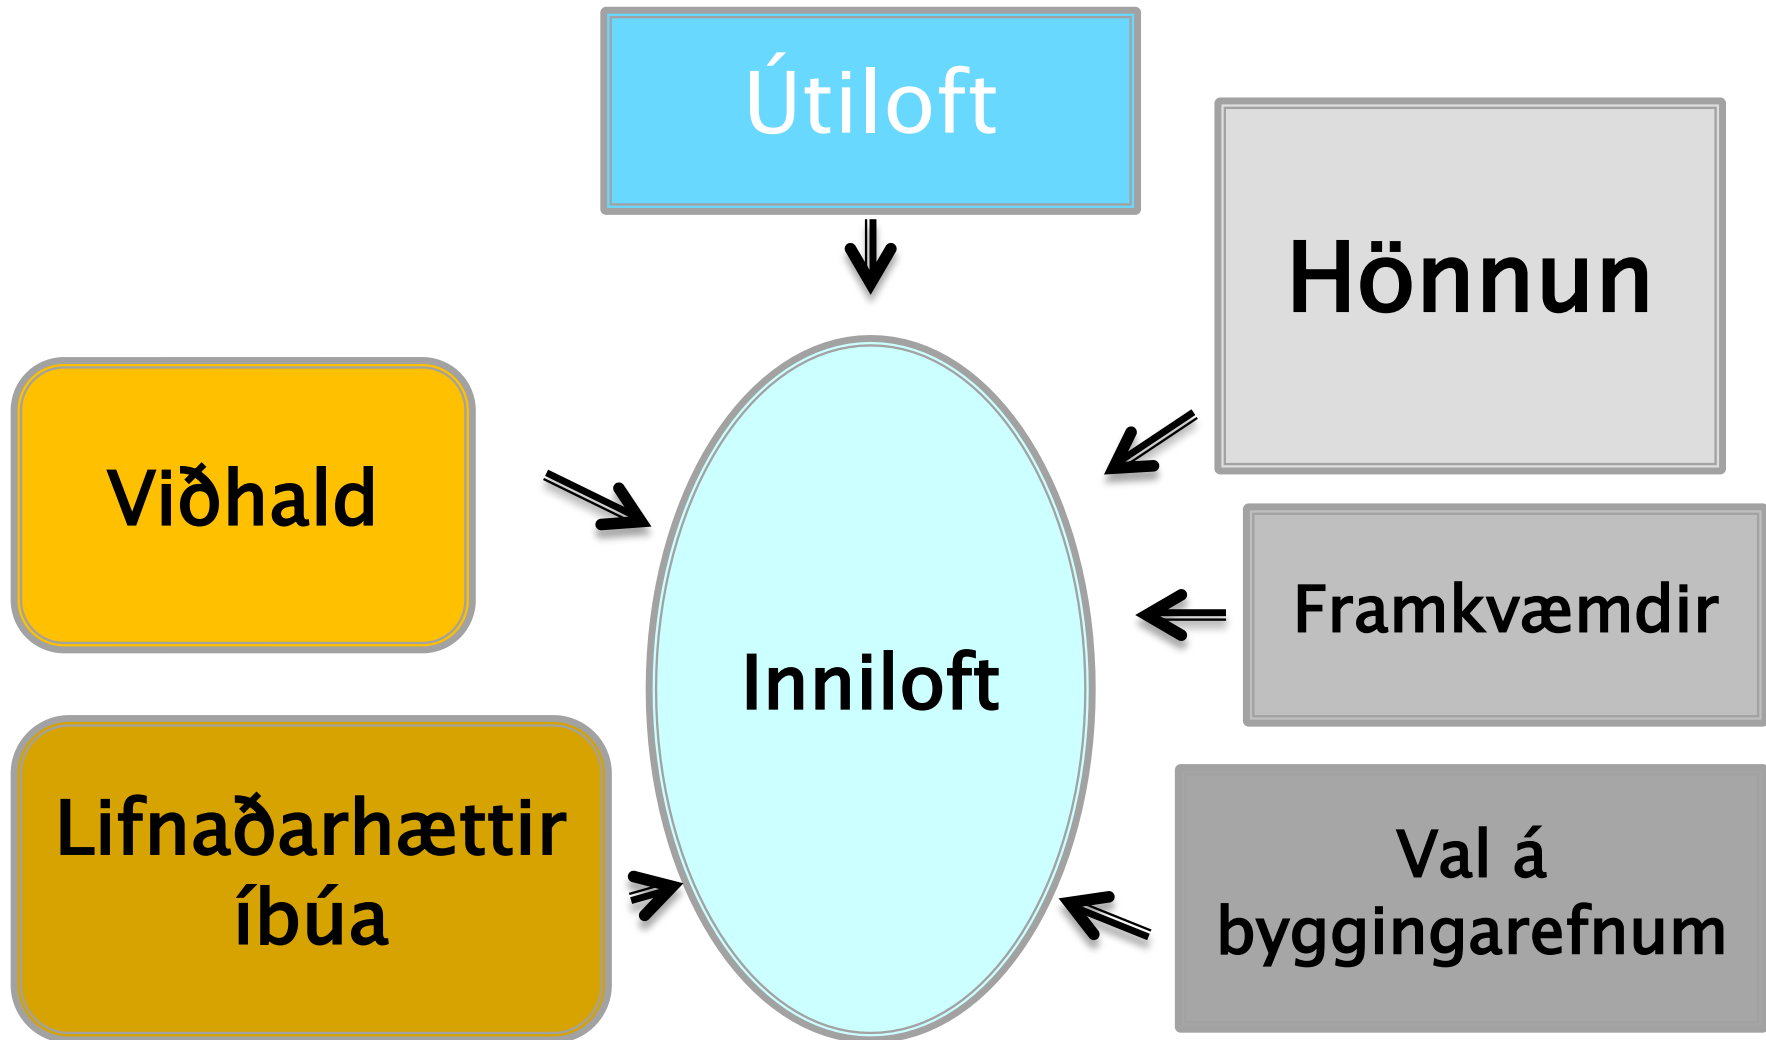 Útiloft
Hönnun
Viðhald
Framkvæmdir
Inniloft
Lifnaðarhættir
íbúa
Val á
byggingarefnum